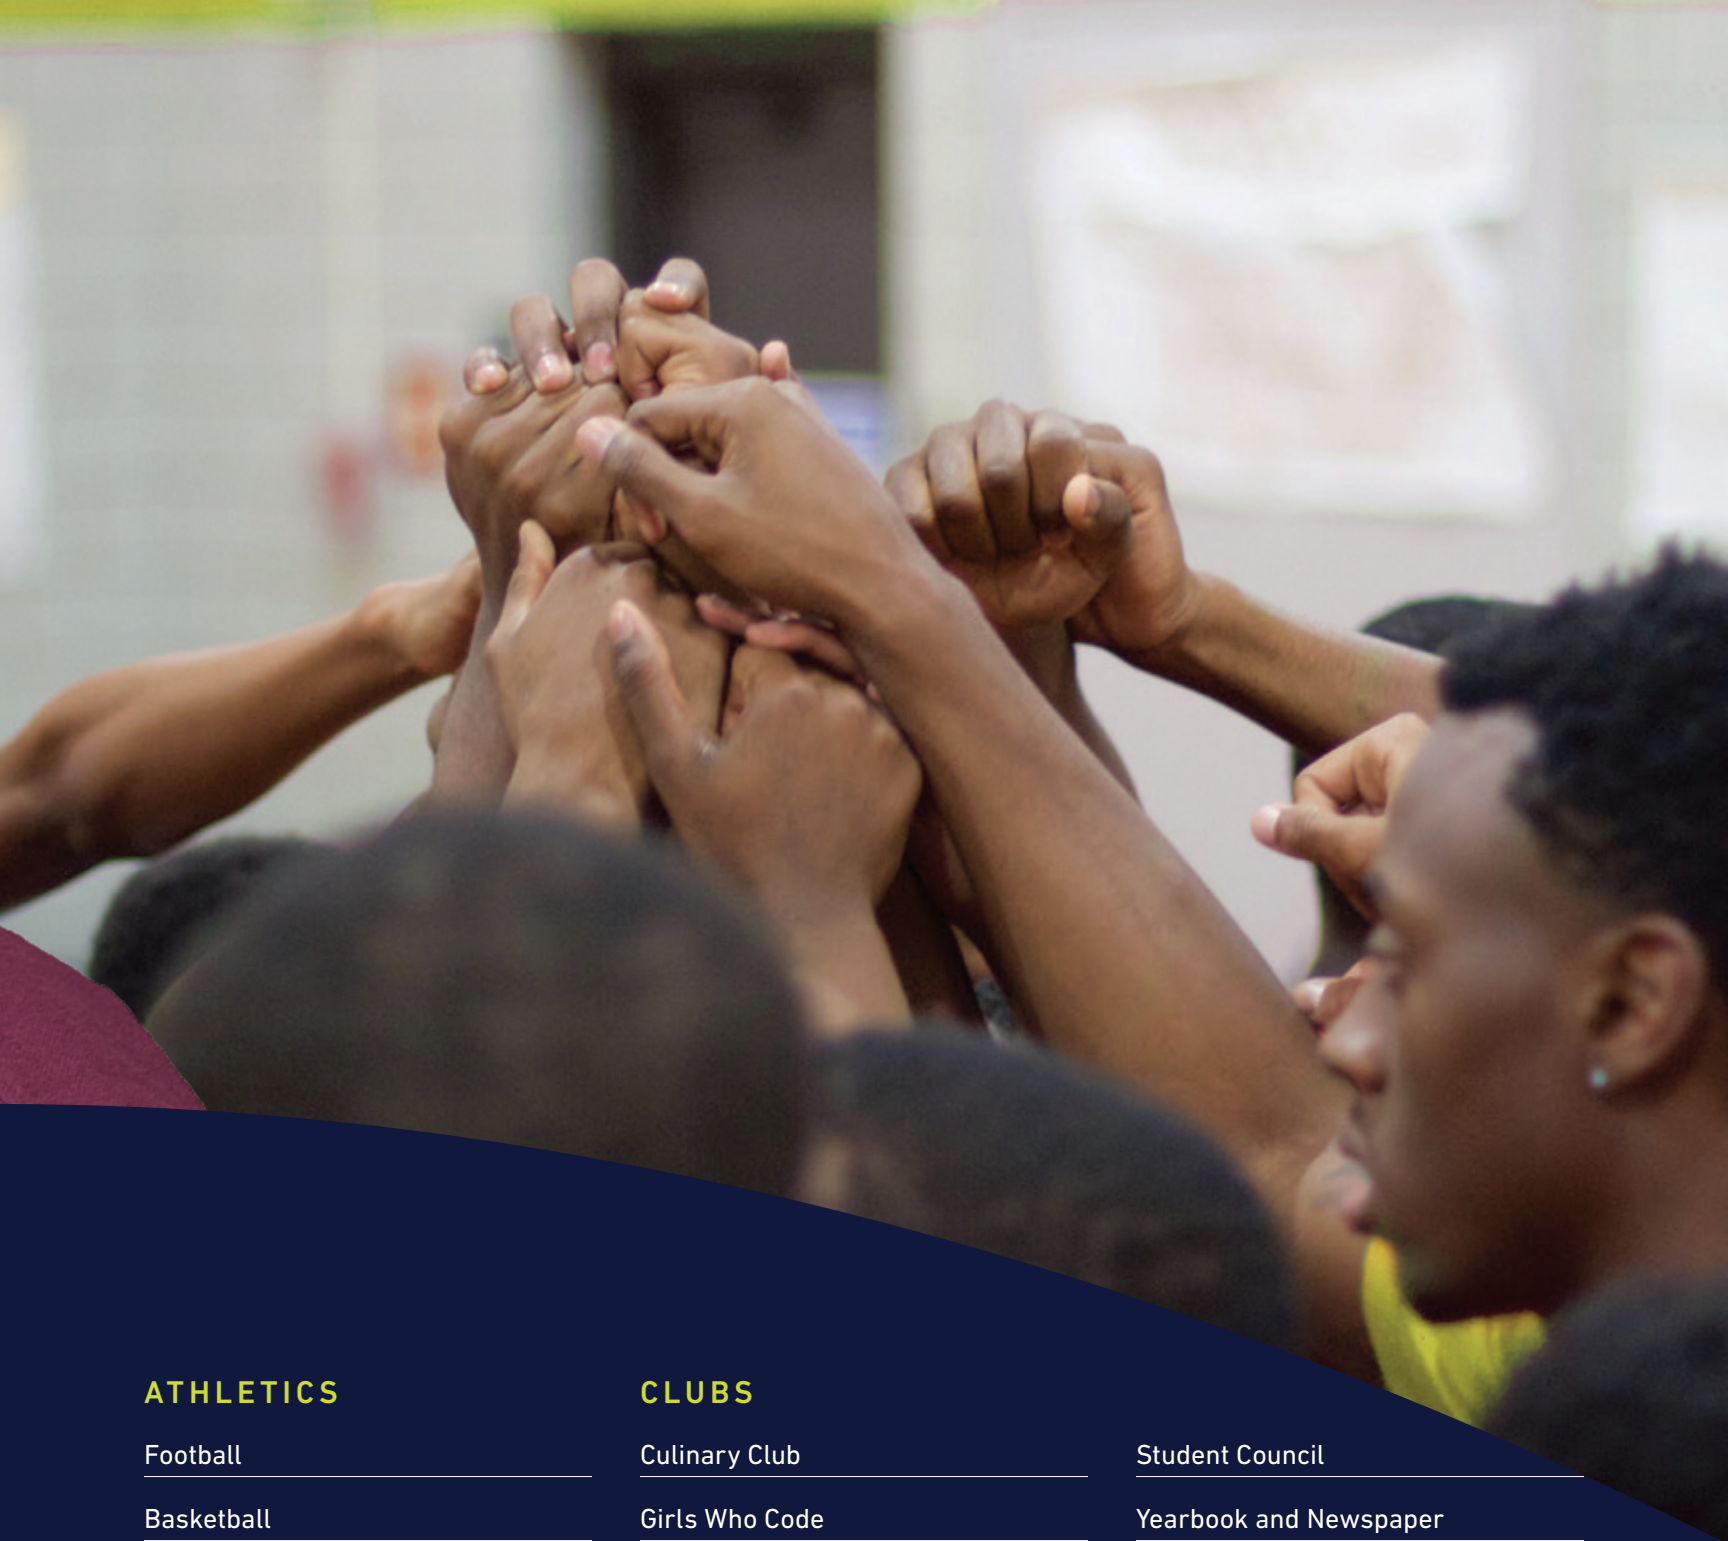 ATHLETICS
Football
Basketball
CLUBS
Culinary Club
Girls Who Code
Student Council
Yearbook and Newspaper